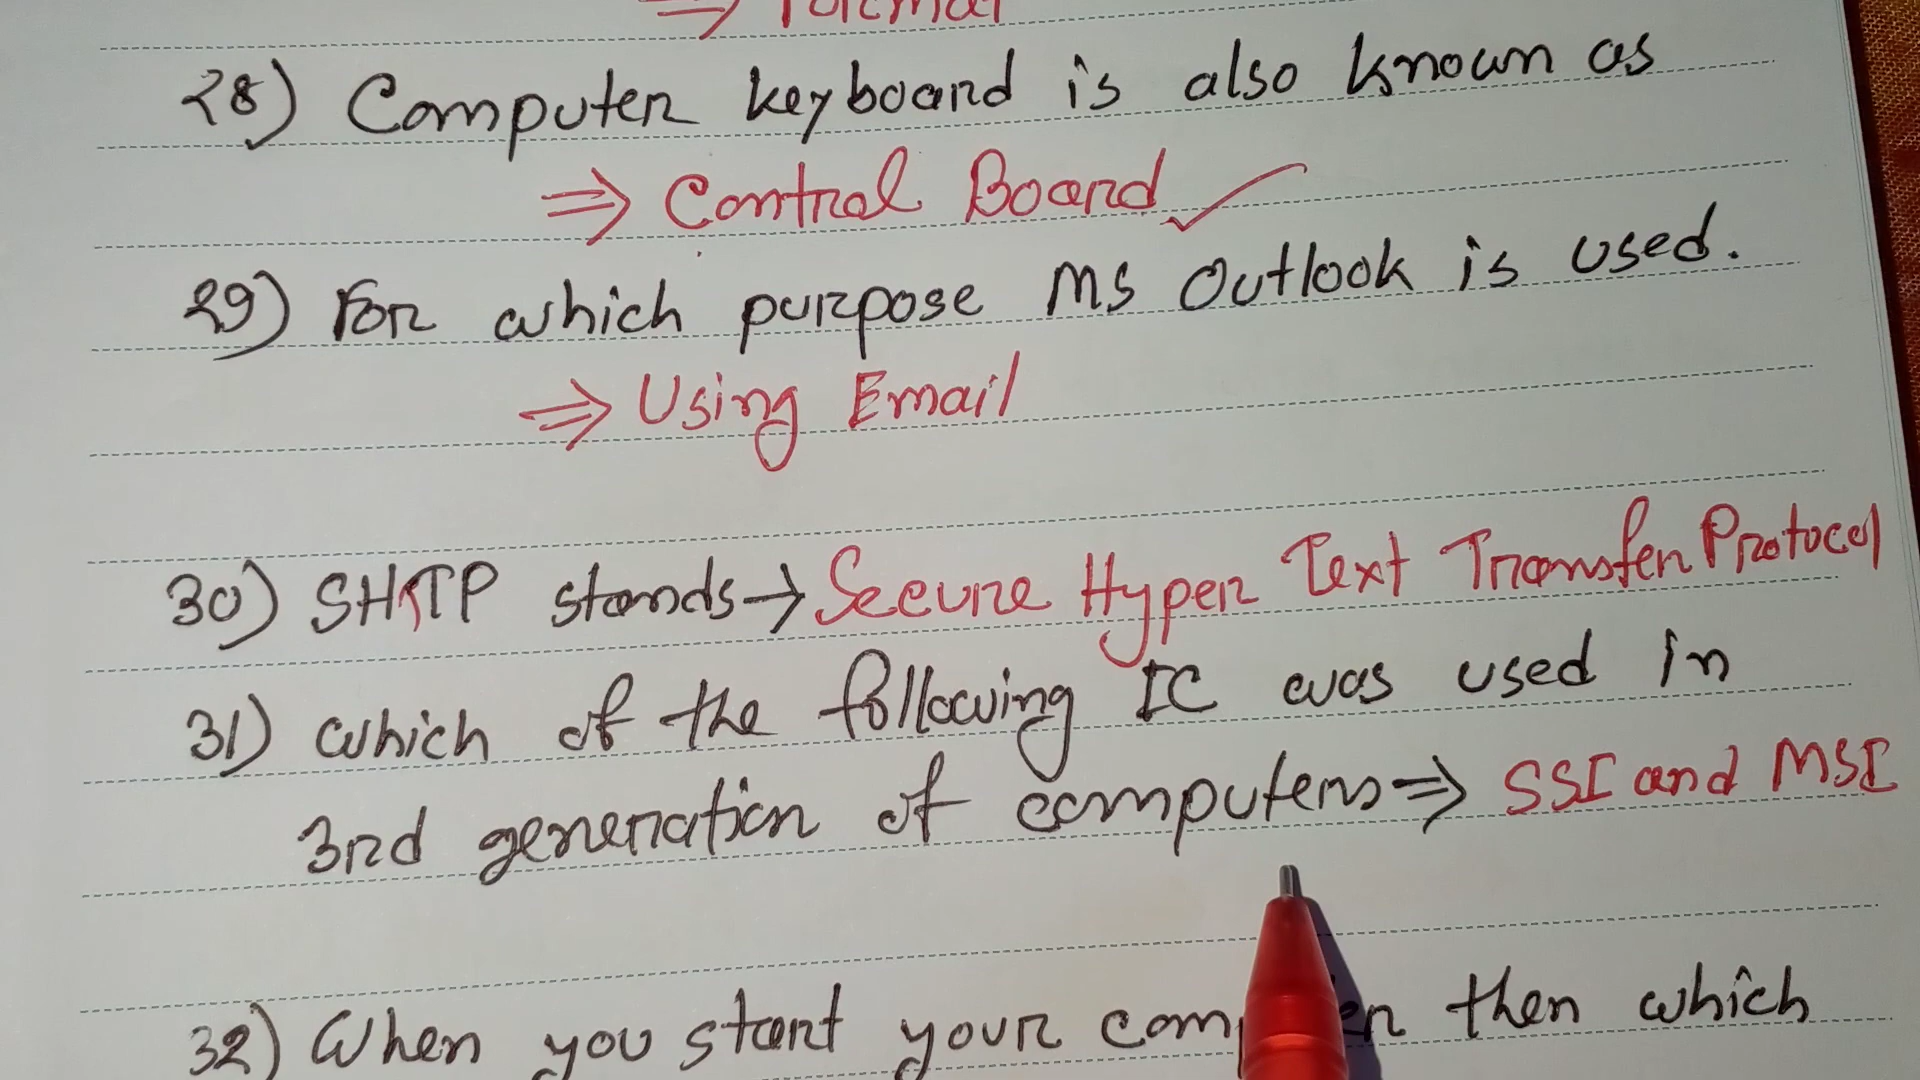 ⇒ Format
28) Computer keyboard is also known as
⇒ Control Board ✓
29) For which purpose MS Outlook is used.
⇒ Using Email
30) SHTTP stands → Secure Hyper Text Transfer Protocol
31) which of the following IC was used in
3rd generation of computers ⇒ SSI and MSI
32) When you start your computer then which